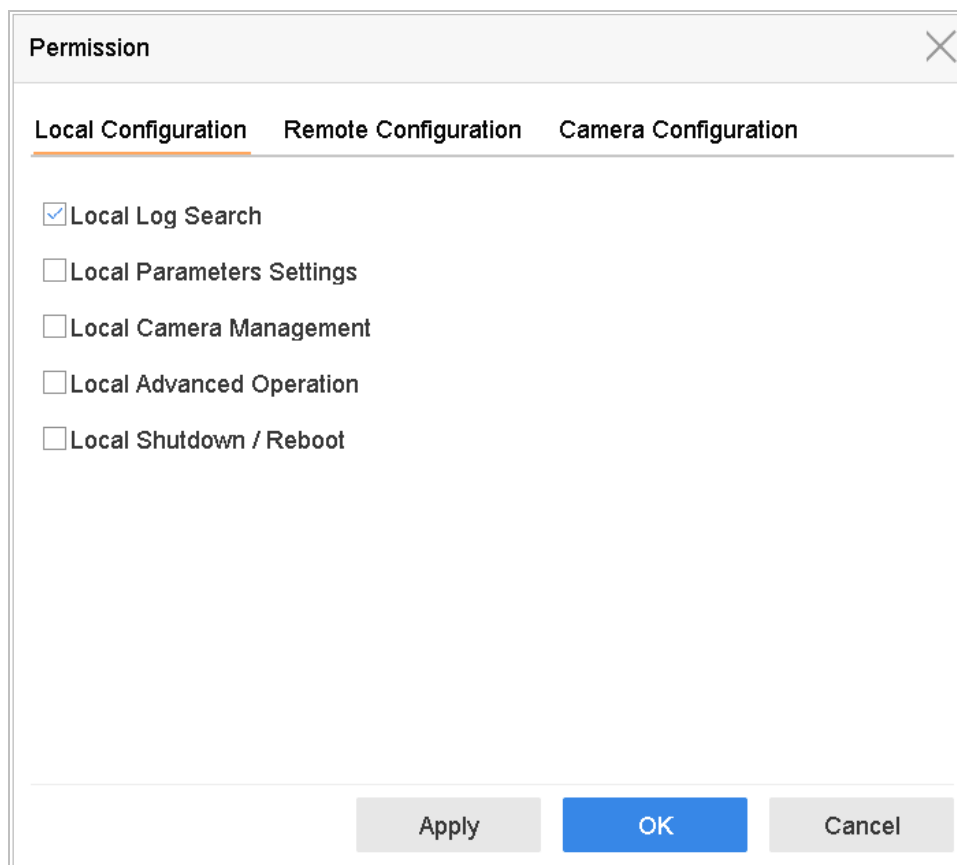 Permission
Local Configuration Remote Configuration Camera Configuration
Local Log Search
Local Parameters Settings
Local Camera Management
Local Advanced Operation
Local Shutdown / Reboot
Apply OK Cancel